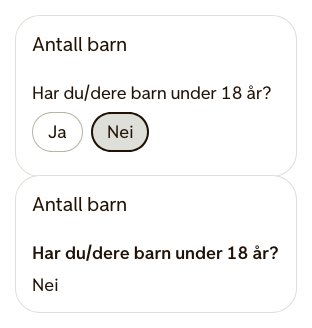 Antall barn
Har du/dere barn under 18 år?
Ja Nei
Antall barn
Har du/dere barn under 18 år?
Nei